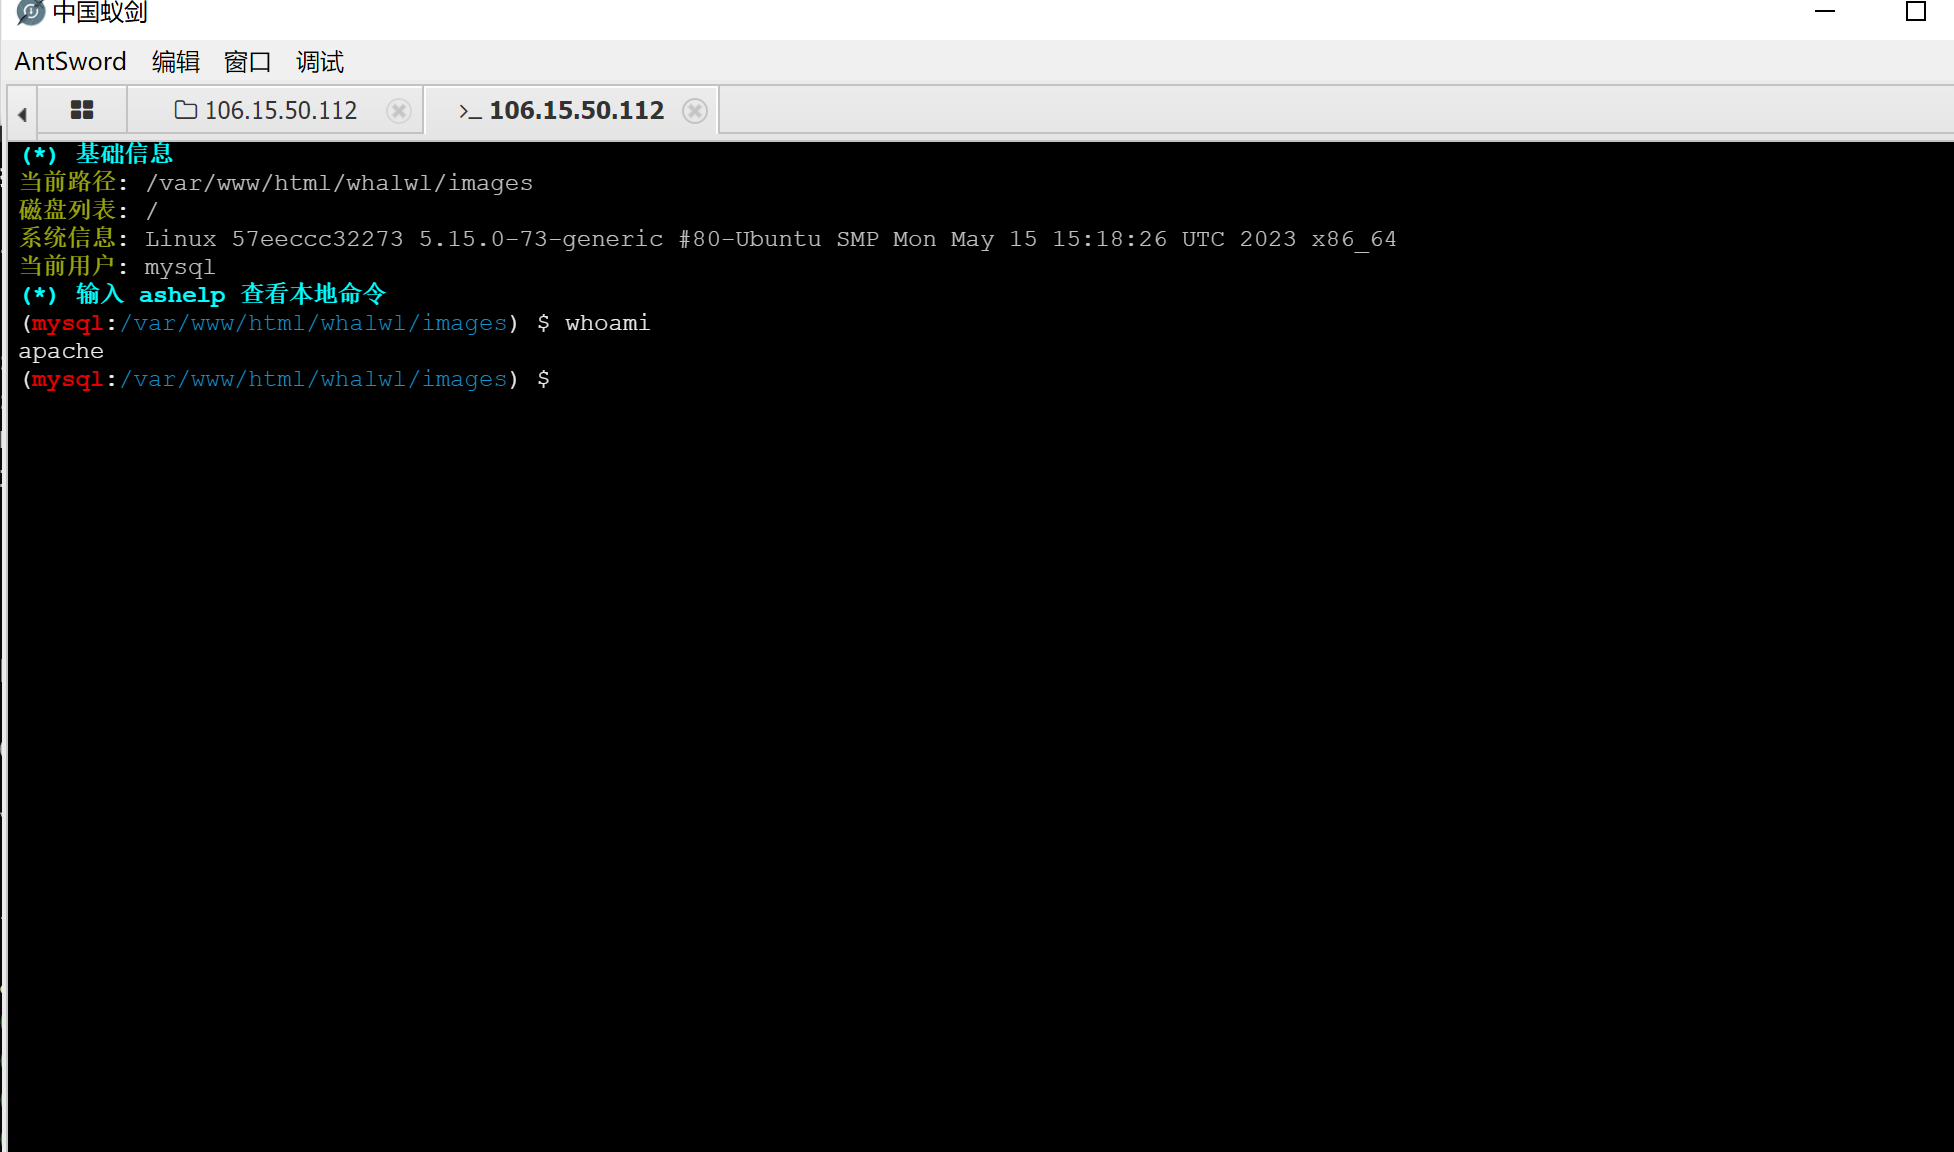 中国蚁剑
AntSword 编辑 窗口 调试
106.15.50.112 >_ 106.15.50.112
(*) 基础信息
当前路径: /var/www/html/whalwl/images
磁盘列表: /
系统信息: Linux 57eeccc32273 5.15.0-73-generic #80-Ubuntu SMP Mon May 15 15:18:26 UTC 2023 x86_64
当前用户: mysql
(*) 输入 ashelp 查看本地命令
(mysql:/var/www/html/whalwl/images) $ whoami
apache
(mysql:/var/www/html/whalwl/images) $